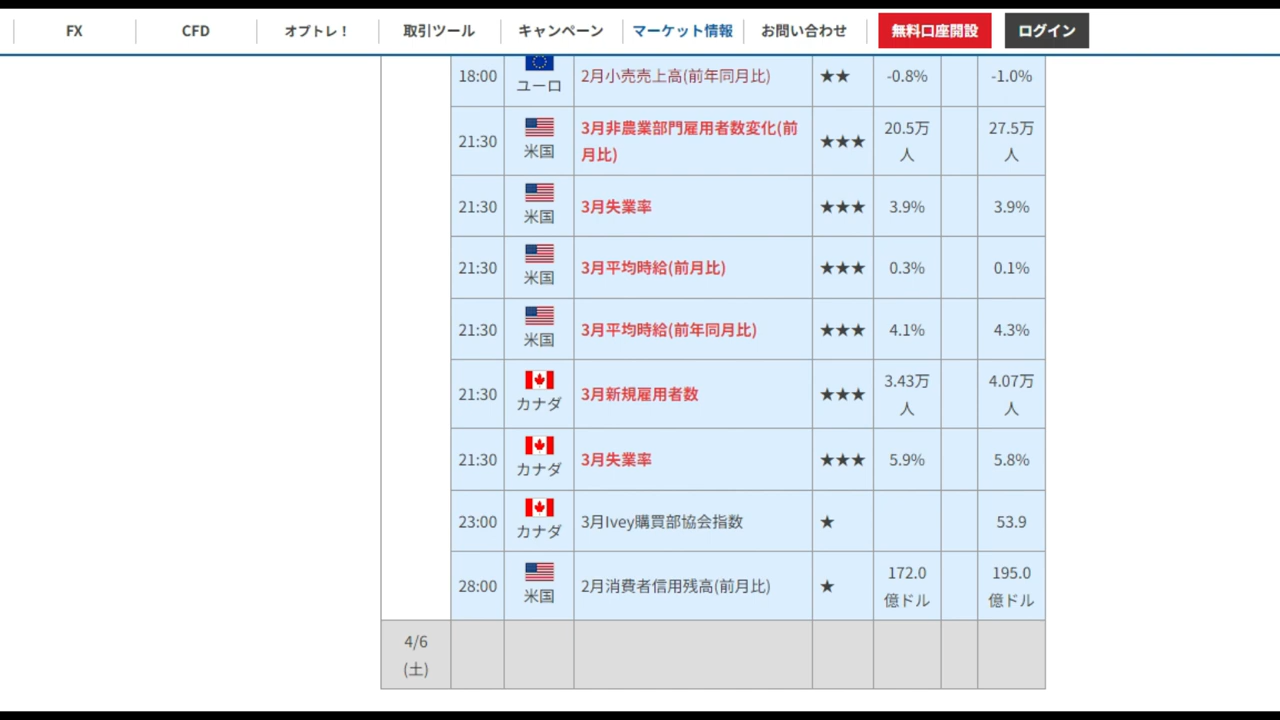 FX
CFD
オプトレ！
取引ツール
キャンペーン
マーケット情報
お問い合わせ
無料口座開設
ログイン
18:00 ユーロ 2月小売売上高(前年同月比) ★★ -0.8% -1.0%
21:30 米国 3月非農業部門雇用者数変化(前
月比) ★★★ 20.5万
人 27.5万
人
21:30 米国 3月失業率 ★★★ 3.9% 3.9%
21:30 米国 3月平均時給(前月比) ★★★ 0.3% 0.1%
21:30 米国 3月平均時給(前年同月比) ★★★ 4.1% 4.3%
21:30 カナダ 3月新規雇用者数 ★★★ 3.43万
人 4.07万
人
21:30 カナダ 3月失業率 ★★★ 5.9% 5.8%
23:00 カナダ 3月Ivey購買部協会指数 ★ 53.9
28:00 米国 2月消費者信用残高(前月比) ★ 172.0
億ドル 195.0
億ドル
4/6
(土)